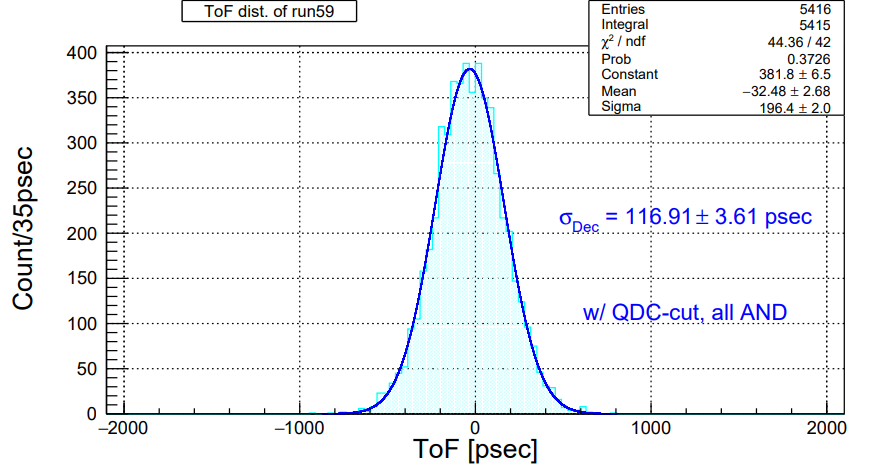 ToF dist. of run59
Entries 5416
Integral 5415
χ² / ndf 44.36 / 42
Prob 0.3726
Constant 381.8 ± 6.5
Mean −32.48 ± 2.68
Sigma 196.4 ± 2.0
400
350
300
250
200
150
100
50
0
Count/35psec
σDec = 116.91± 3.61 psec
w/ QDC-cut, all AND
−2000 −1000 0 1000 2000
ToF [psec]